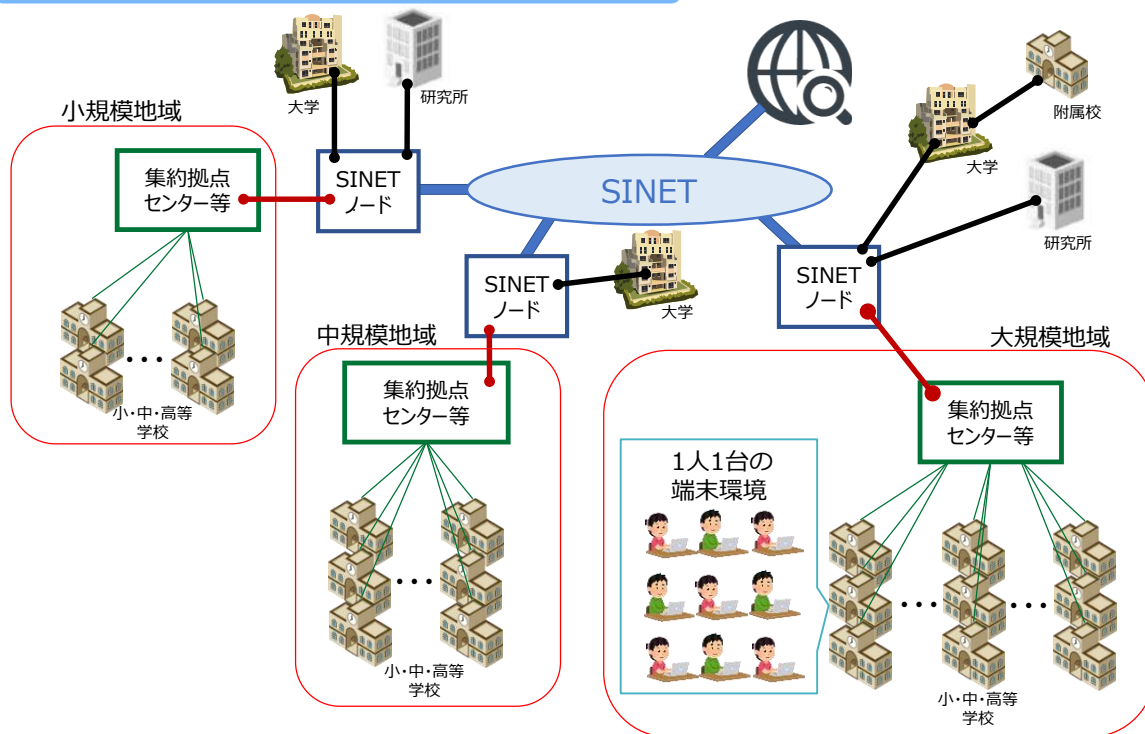 大学
研究所
小規模地域
附属校
集約拠点
センター等
SINET
ノード
SINET
大学
研究所
SINET
ノード
大学
SINET
ノード
小・中・高等
学校
中規模地域
集約拠点
センター等
小・中・高等
学校
大規模地域
集約拠点
センター等
1人1台の
端末環境
小・中・高等
学校